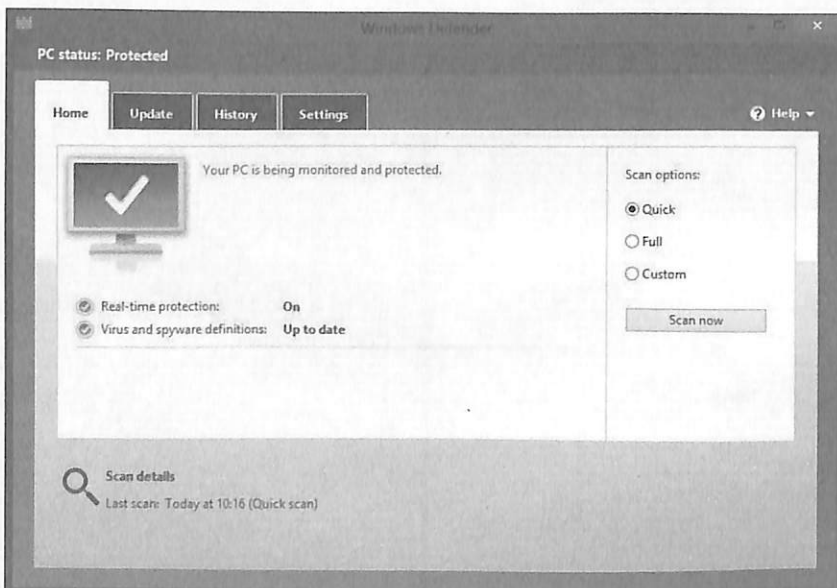 Windows Defender
PC status: Protected
Home
Update
History
Settings
Help
Your PC is being monitored and protected.
Real-time protection: On
Virus and spyware definitions: Up to date
Scan options:
Quick
Full
Custom
Scan now
Scan details
Last scan: Today at 10:16 (Quick scan)